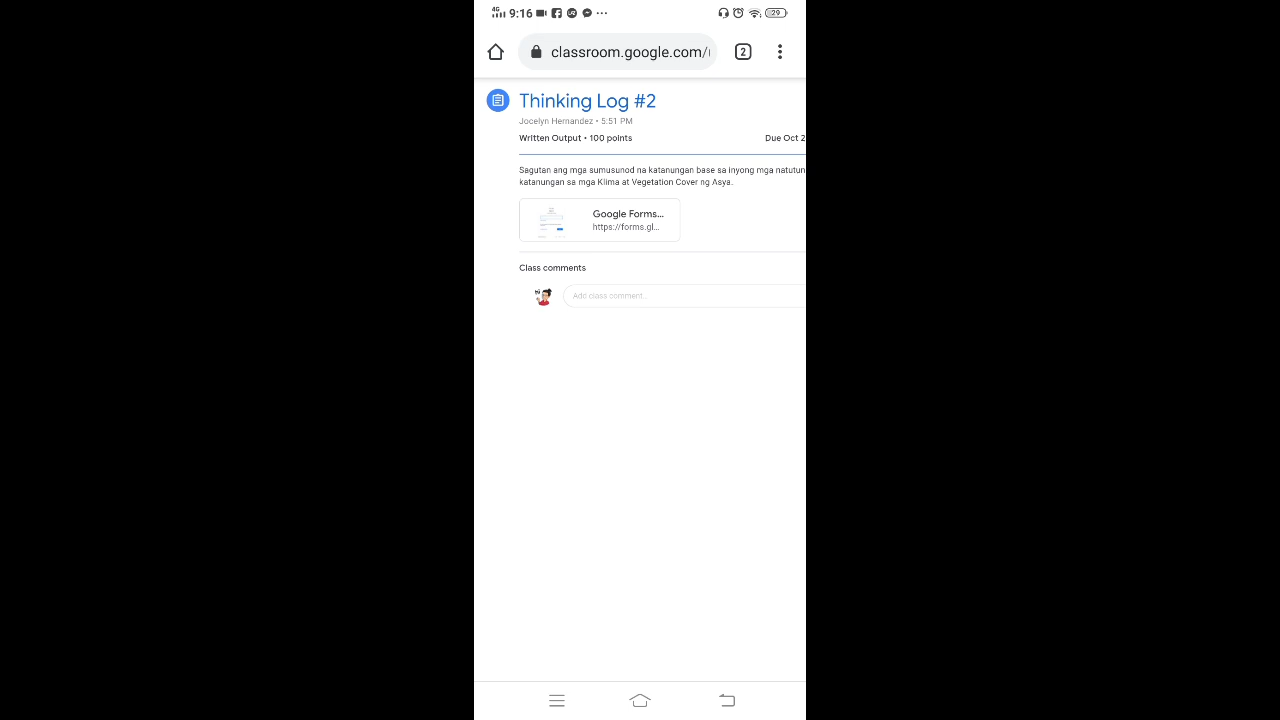 4G 9:16 29
classroom.google.com/ 2
Thinking Log #2
Jocelyn Hernandez • 5:51 PM
Written Output • 100 points Due Oct 2
Sagutan ang mga sumusunod na katanungan base sa inyong mga natutun
katanungan sa mga Klima at Vegetation Cover ng Asya.
Google Forms...
https://forms.gl...
Class comments
Add class comment...